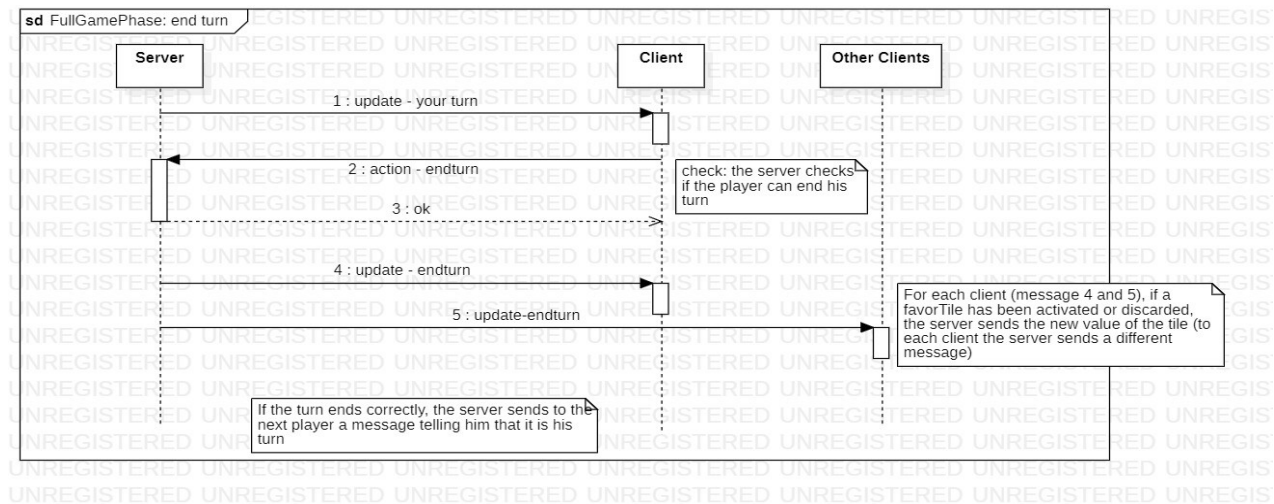 sd FullGamePhase: end turn
Server
Client
Other Clients
1 : update - your turn
2 : action - endturn
check: the server checks
if the player can end his
turn
3 : ok
4 : update - endturn
For each client (message 4 and 5), if a
favorTile has been activated or discarded,
the server sends the new value of the tile (to
each client the server sends a different
message)
5 : update-endturn
If the turn ends correctly, the server sends to the
next player a message telling him that it is his
turn
UNREGISTERED